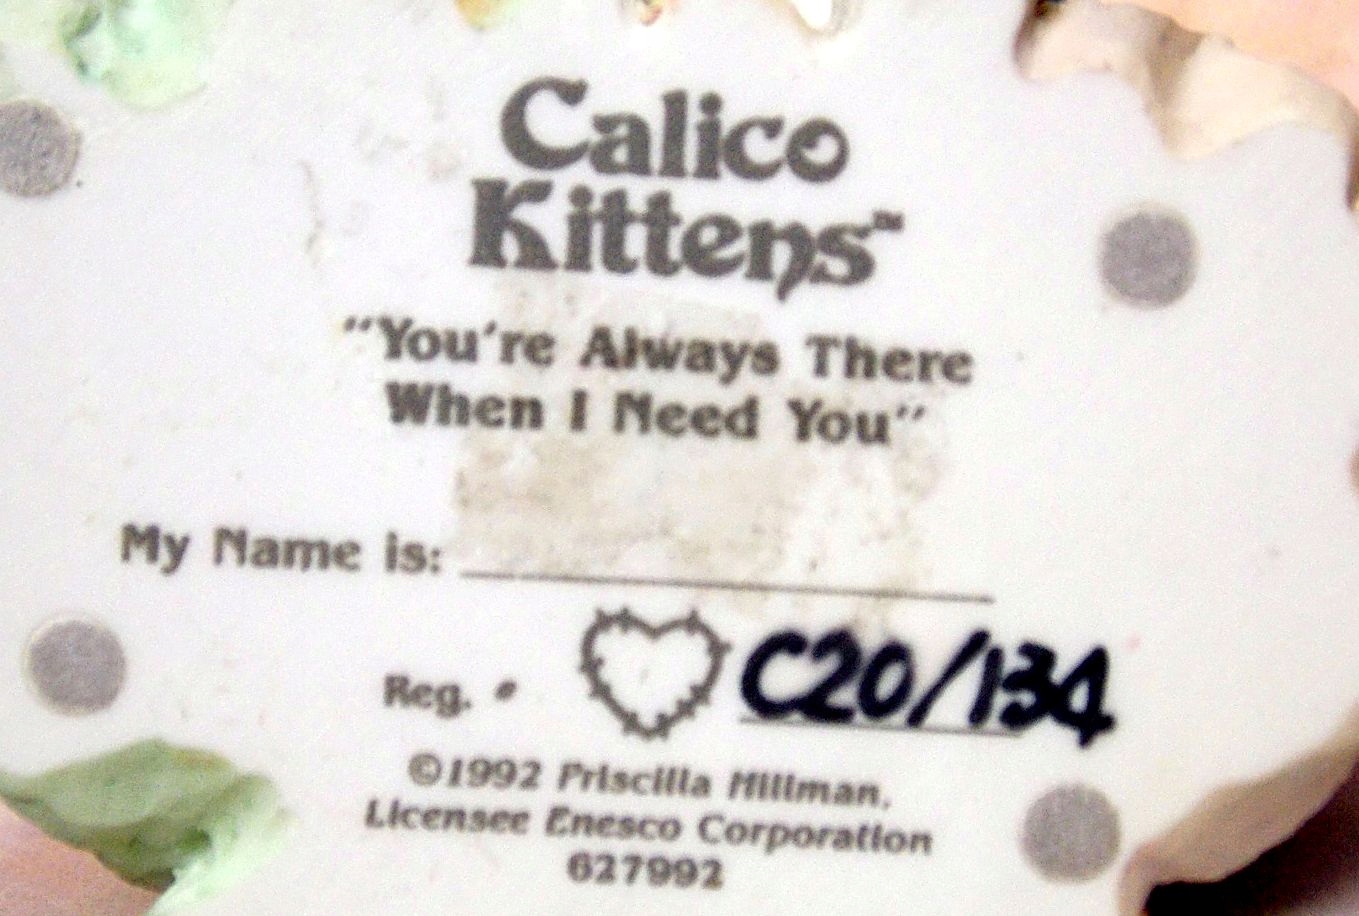 Calico
Kittens™
"You're Always There
When I Need You"
My Name is:
Reg. # C20/134
©1992 Priscilla Hillman.
Licensee Enesco Corporation
627992